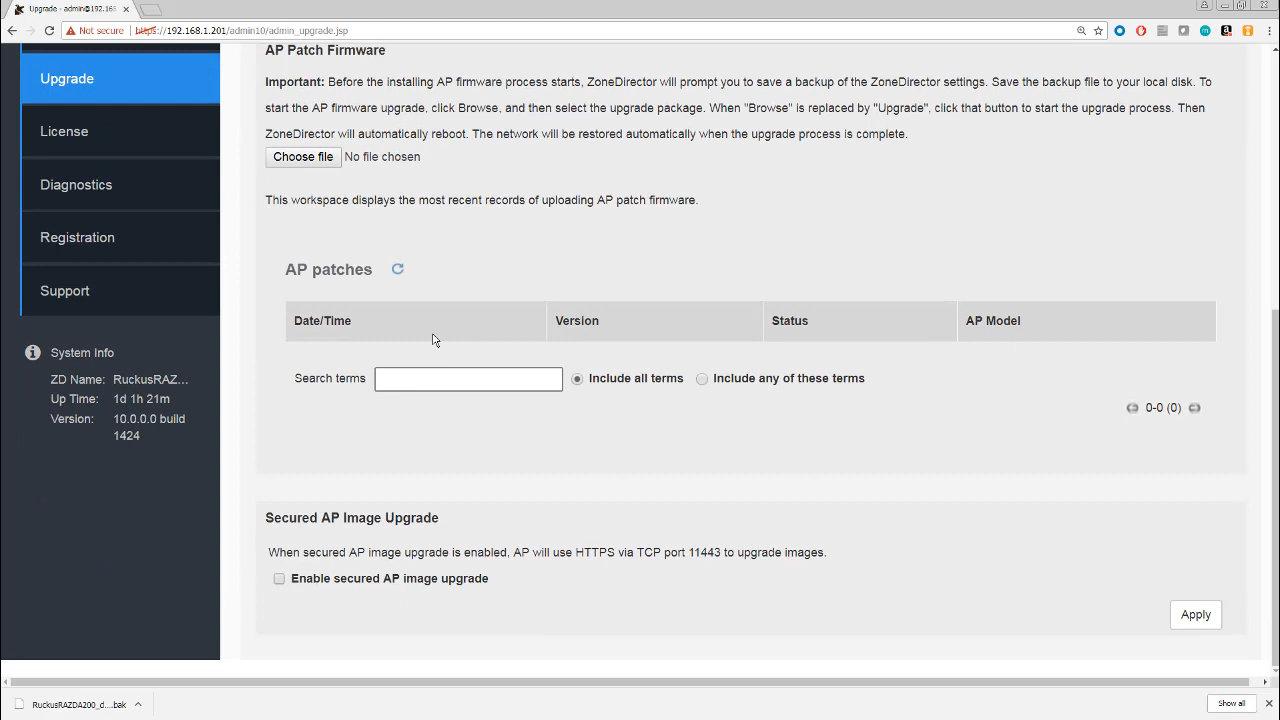 Upgrade - admin@192.168
Not secure https://192.168.1.201/admin10/admin_upgrade.jsp
Upgrade
License
Diagnostics
Registration
Support
System Info
ZD Name: RuckusRAZ...
Up Time: 1d 1h 21m
Version: 10.0.0.0 build
1424
AP Patch Firmware
Important: Before the installing AP firmware process starts, ZoneDirector will prompt you to save a backup of the ZoneDirector settings. Save the backup file to your local disk. To
start the AP firmware upgrade, click Browse, and then select the upgrade package. When "Browse" is replaced by "Upgrade", click that button to start the upgrade process. Then
ZoneDirector will automatically reboot. The network will be restored automatically when the upgrade process is complete.
Choose file No file chosen
This workspace displays the most recent records of uploading AP patch firmware.
AP patches
Date/Time Version Status AP Model
Search terms Include all terms Include any of these terms
0-0 (0)
Secured AP Image Upgrade
When secured AP image upgrade is enabled, AP will use HTTPS via TCP port 11443 to upgrade images.
Enable secured AP image upgrade
Apply
RuckusRAZDA200_d....bak
Show all